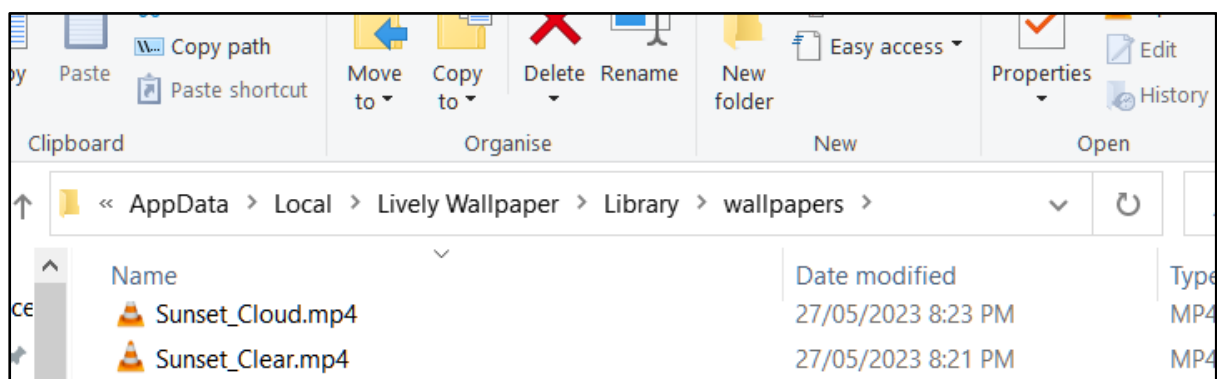 Copy path
Paste
Paste shortcut
Move to
Copy to
Delete
Rename
New folder
Easy access
Properties
Edit
History
Clipboard
Organise
New
Open
« AppData > Local > Lively Wallpaper > Library > wallpapers >
Name Date modified
Sunset_Cloud.mp4 27/05/2023 8:23 PM MP4
Sunset_Clear.mp4 27/05/2023 8:21 PM MP4